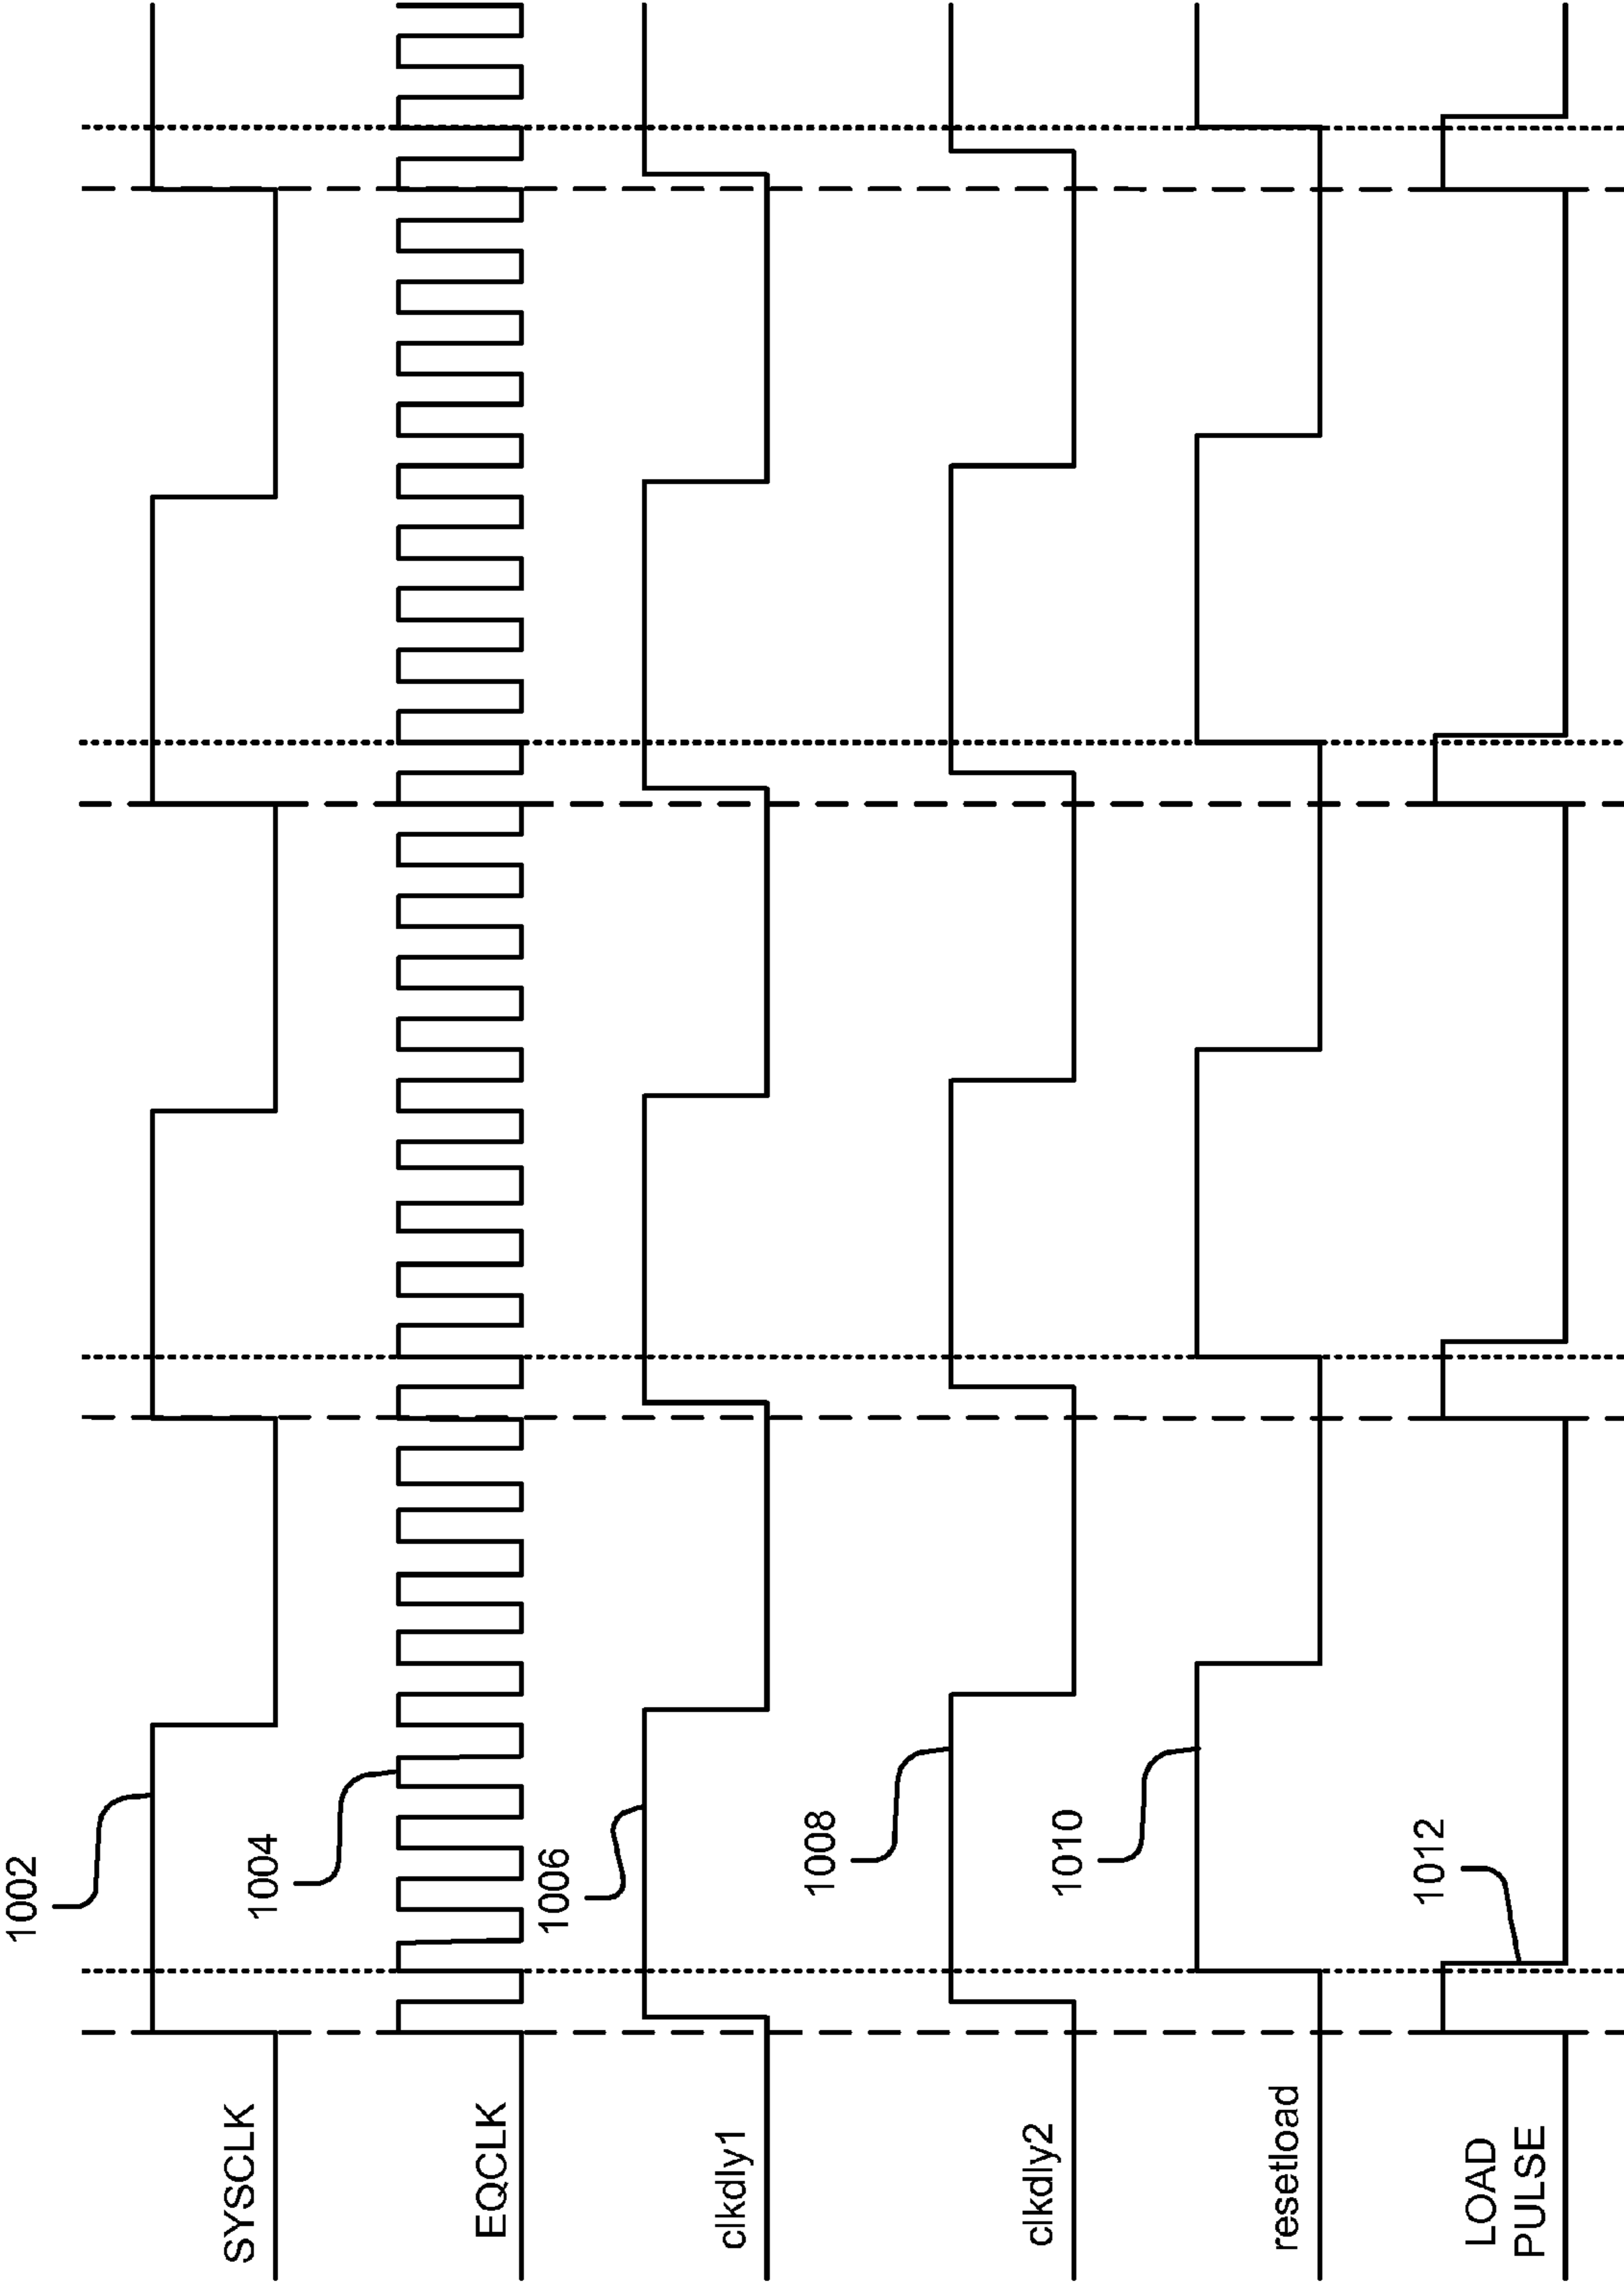 1002
SYSCLK
1004
EQCLK
1006
clkdly1
1008
clkdly2
1010
resetload
1012
LOAD
PULSE